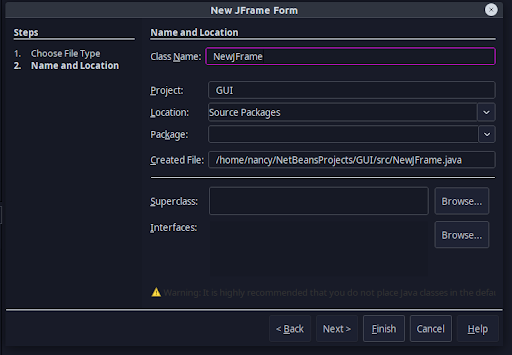 New JFrame Form
Steps
1. Choose File Type
2. Name and Location
Name and Location
Class Name: NewJFrame
Project: GUI
Location: Source Packages
Package:
Created File: /home/nancy/NetBeansProjects/GUI/src/NewJFrame.java
Superclass: Browse...
Interfaces: Browse...
Warning: It is highly recommended that you do not place Java classes in the defau
< Back Next > Finish Cancel Help